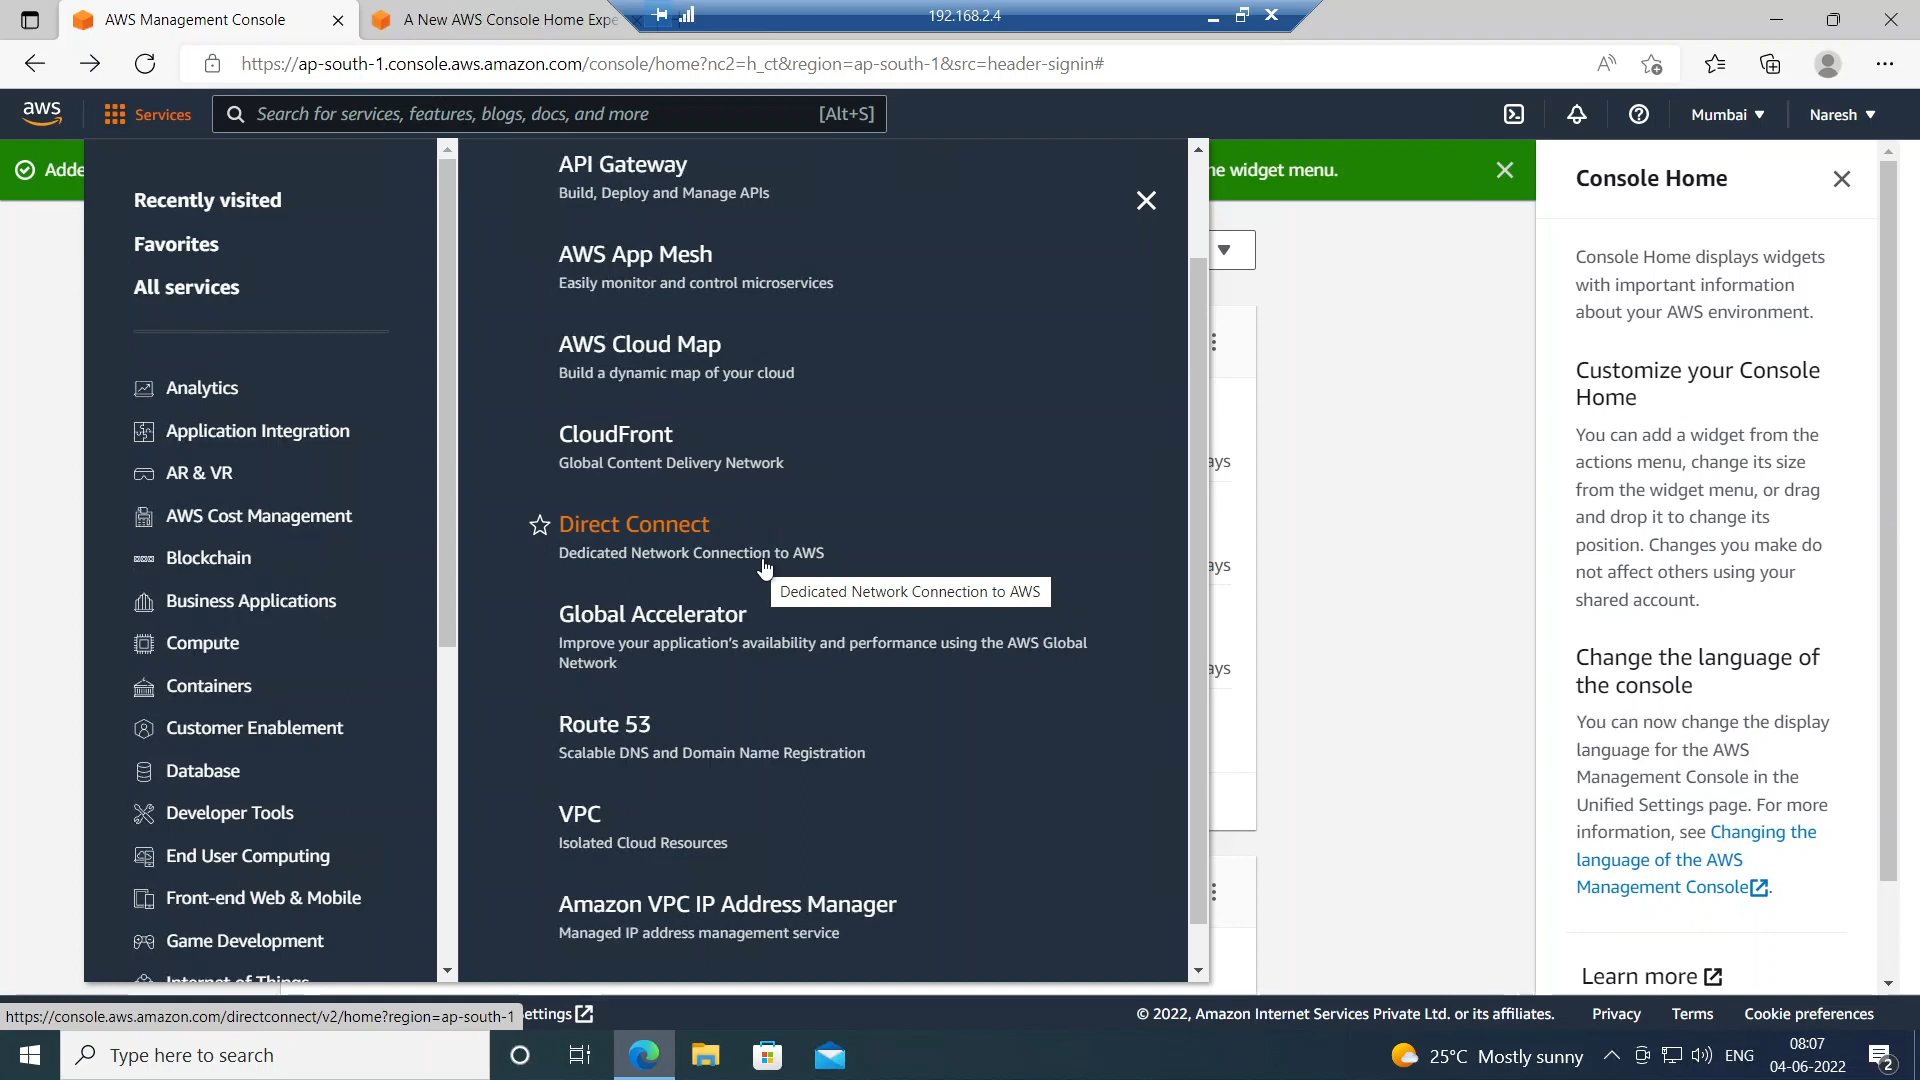 AWS Management Console
A New AWS Console Home Expe
192.168.2.4
https://ap-south-1.console.aws.amazon.com/console/home?nc2=h_ct&region=ap-south-1&src=header-signin#
aws
Services
Search for services, features, blogs, docs, and more
[Alt+S]
Mumbai
Naresh
Adde
he widget menu.
Recently visited
Favorites
All services
Analytics
Application Integration
AR & VR
AWS Cost Management
Blockchain
Business Applications
Compute
Containers
Customer Enablement
Database
Developer Tools
End User Computing
Front-end Web & Mobile
Game Development
Internet of Things
API Gateway
Build, Deploy and Manage APIs
AWS App Mesh
Easily monitor and control microservices
AWS Cloud Map
Build a dynamic map of your cloud
CloudFront
Global Content Delivery Network
Direct Connect
Dedicated Network Connection to AWS
Dedicated Network Connection to AWS
Global Accelerator
Improve your application's availability and performance using the AWS Global
Network
Route 53
Scalable DNS and Domain Name Registration
VPC
Isolated Cloud Resources
Amazon VPC IP Address Manager
Managed IP address management service
ays
ays
ays
Console Home
Console Home displays widgets
with important information
about your AWS environment.
Customize your Console
Home
You can add a widget from the
actions menu, change its size
from the widget menu, or drag
and drop it to change its
position. Changes you make do
not affect others using your
shared account.
Change the language of
the console
You can now change the display
language for the AWS
Management Console in the
Unified Settings page. For more
information, see Changing the
language of the AWS
Management Console.
Learn more
https://console.aws.amazon.com/directconnect/v2/home?region=ap-south-1
ettings
© 2022, Amazon Internet Services Private Ltd. or its affiliates.
Privacy
Terms
Cookie preferences
Type here to search
25°C Mostly sunny
ENG
08:07
04-06-2022
2